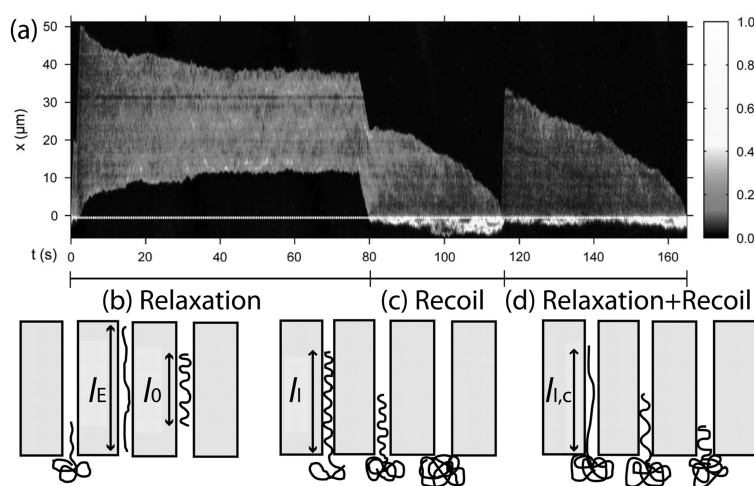 (a)
x (μm)
50
40
30
20
10
0
1.0
0.8
0.6
0.4
0.2
0.0
t (s)
0 20 40 60 80 100 120 140 160
(b) Relaxation (c) Recoil (d) Relaxation+Recoil
lE l0 lI lI,c